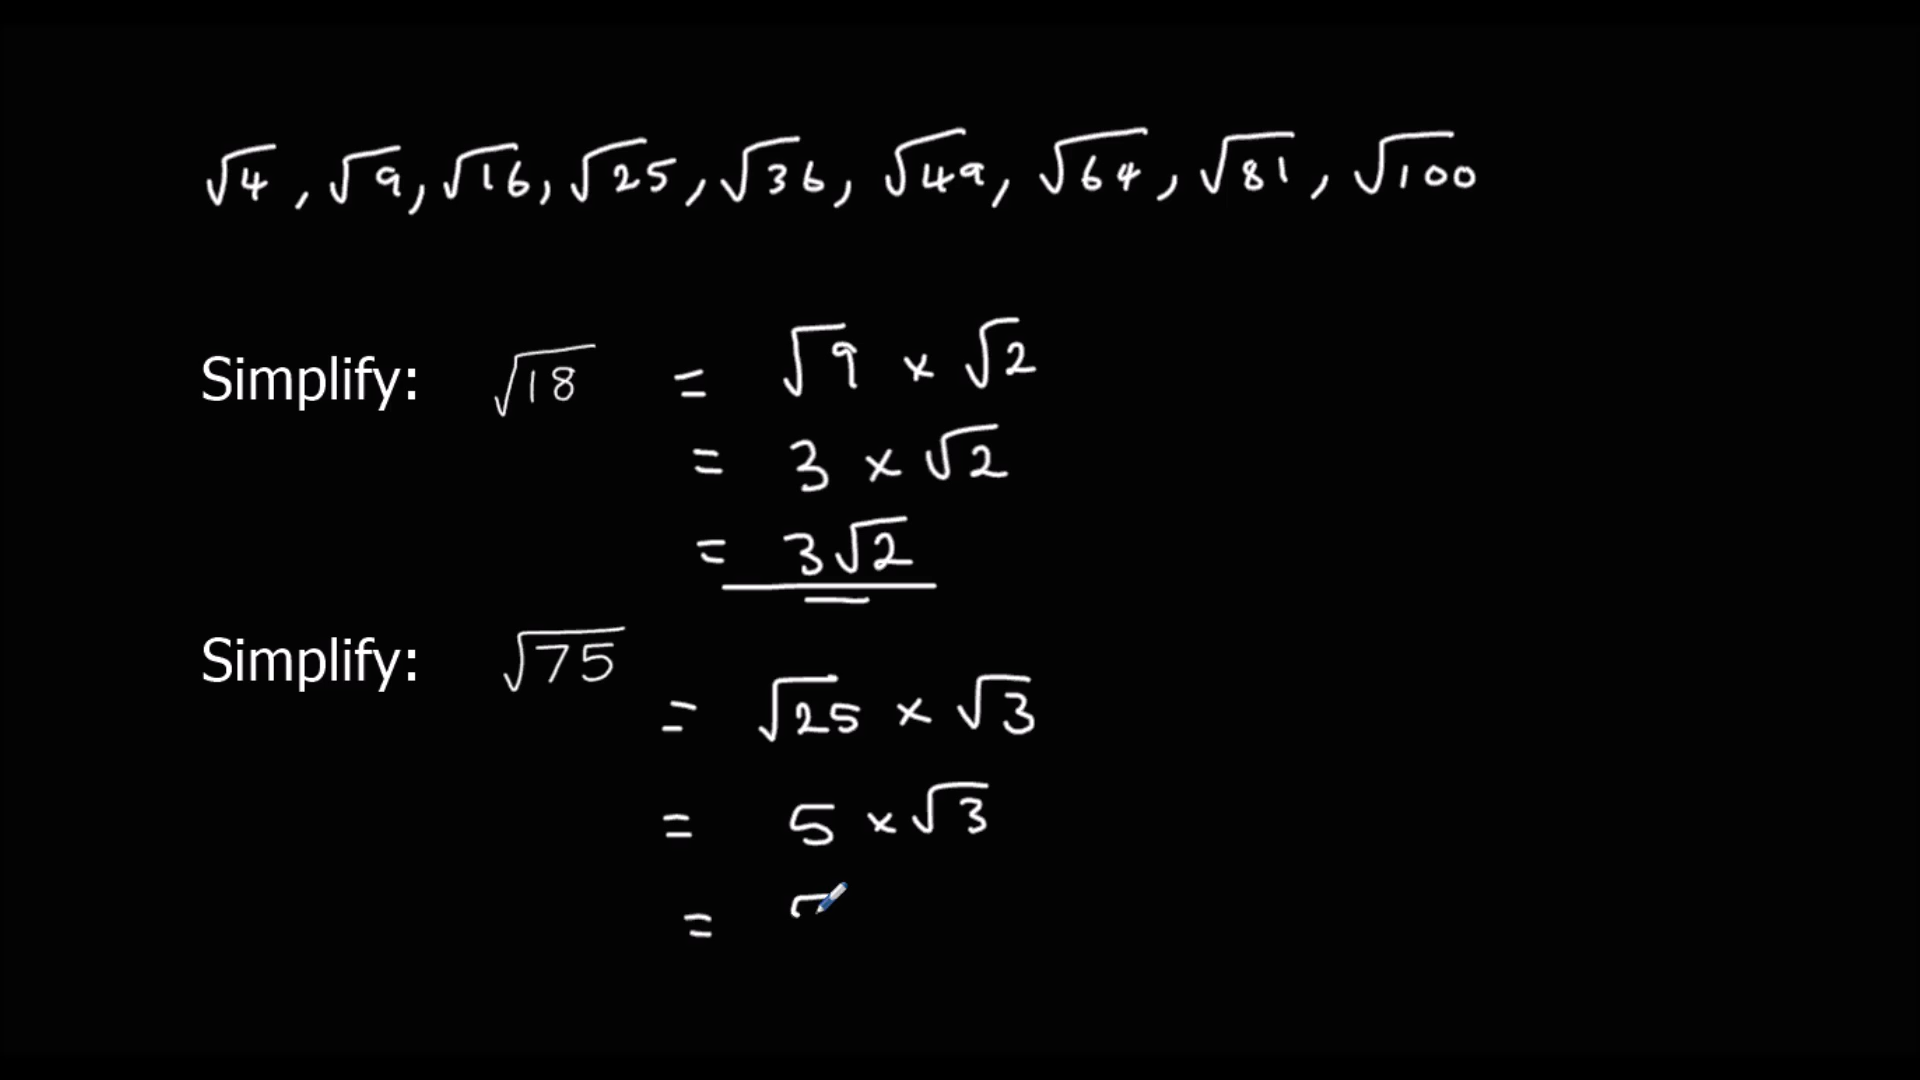 √4, √9, √16, √25, √36, √49, √64, √81, √100
Simplify: √18 = √9 × √2
= 3 × √2
= 3√2
Simplify: √75
= √25 × √3
= 5 × √3
=